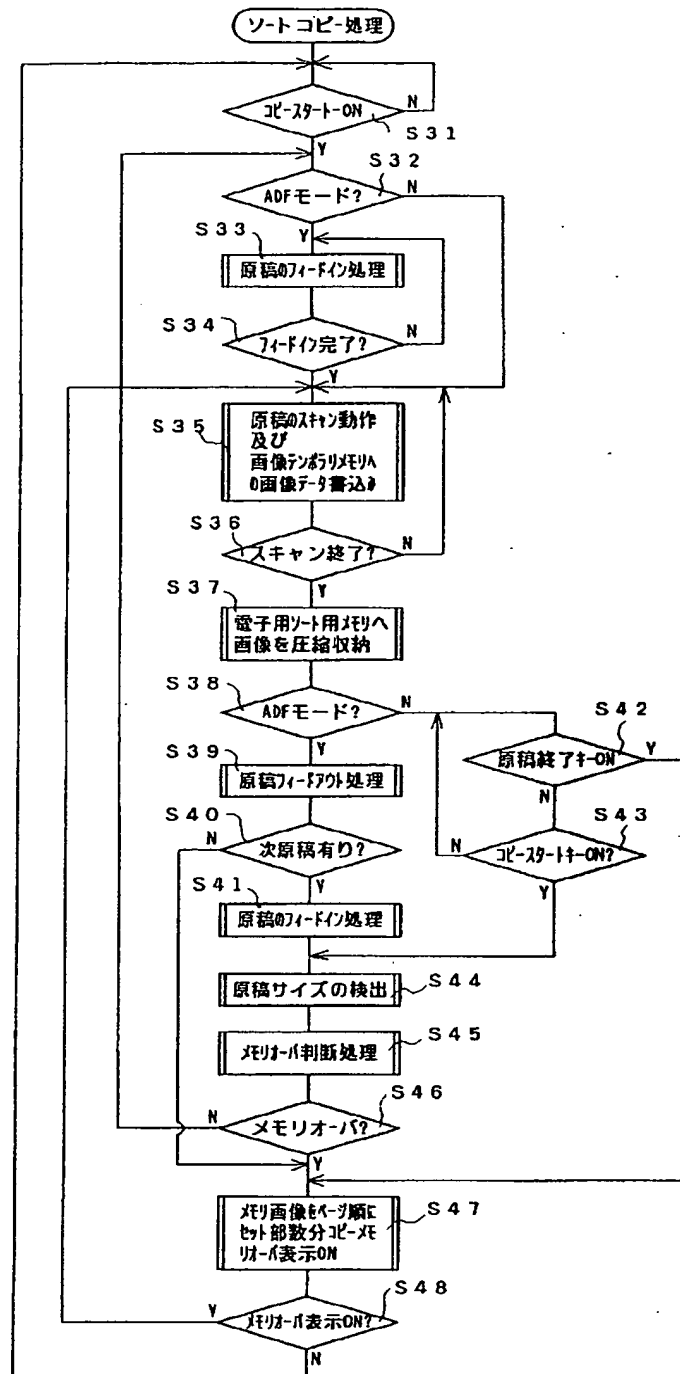 ソートコピー処理
コピースタートーON
N
S31
Y
S32
ADFモード?
N
Y
S33
原稿のフィードイン処理
S34
フィードイン完了?
N
Y
S35
原稿のスキャン動作
及び
画像テンポラリメモリへ
の画像データ書込み
S36
スキャン終了?
N
Y
S37
電子用ソート用メモリへ
画像を圧縮収納
S38
ADFモード?
N
Y
S42
原稿終了キーON
Y
N
S39
原稿フィードアウト処理
S40
N
次原稿有り?
Y
S43
N
コピースタートキON?
Y
S41
原稿のフィードイン処理
原稿サイズの検出
S44
メモリオーバ判断処理
S45
S46
N
メモリオーバ?
Y
メモリ画像をページ順に
セット部数分コピーメモ
リオーバ表示ON
S47
S48
Y
メモリオーバ表示ON?
N